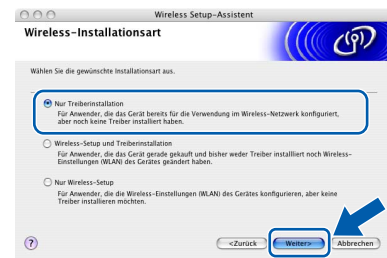 Wireless Setup-Assistent
Wireless-Installationsart
Wählen Sie die gewünschte Installationsart aus.
Nur Treiberinstallation
Für Anwender, die das Gerät bereits für die Verwendung im Wireless-Netzwerk konfiguriert,
aber noch keine Treiber installiert haben.
Wireless-Setup und Treiberinstallation
Für Anwender, die das Gerät gerade gekauft und bisher weder Treiber installliert noch Wireless-
Einstellungen (WLAN) des Gerätes geändert haben.
Nur Wireless-Setup
Für Anwender, die die Wireless-Einstellungen (WLAN) des Gerätes konfigurieren, aber keine
Treiber installieren möchten.
?
<Zurück
Weiter>
Abbrechen